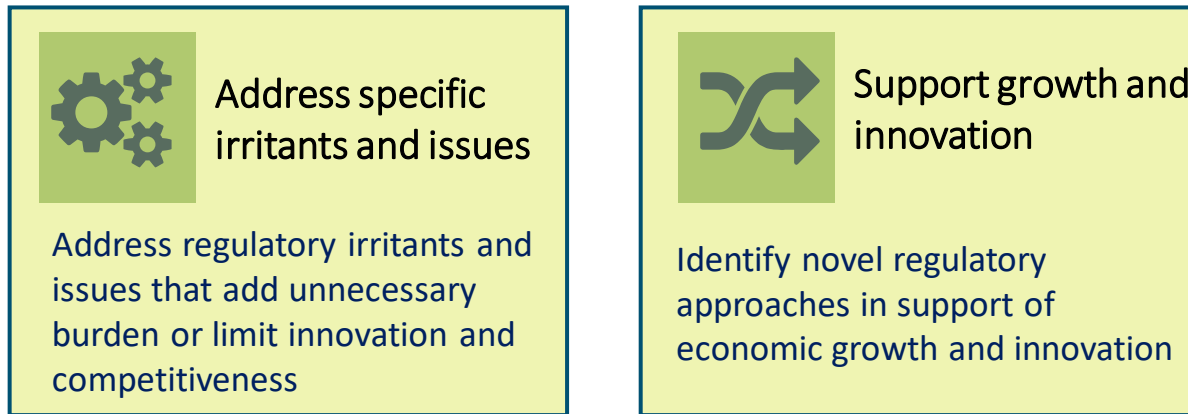 Address specific
irritants and issues
Address regulatory irritants and
issues that add unnecessary
burden or limit innovation and
competitiveness
Support growth and
innovation
Identify novel regulatory
approaches in support of
economic growth and innovation